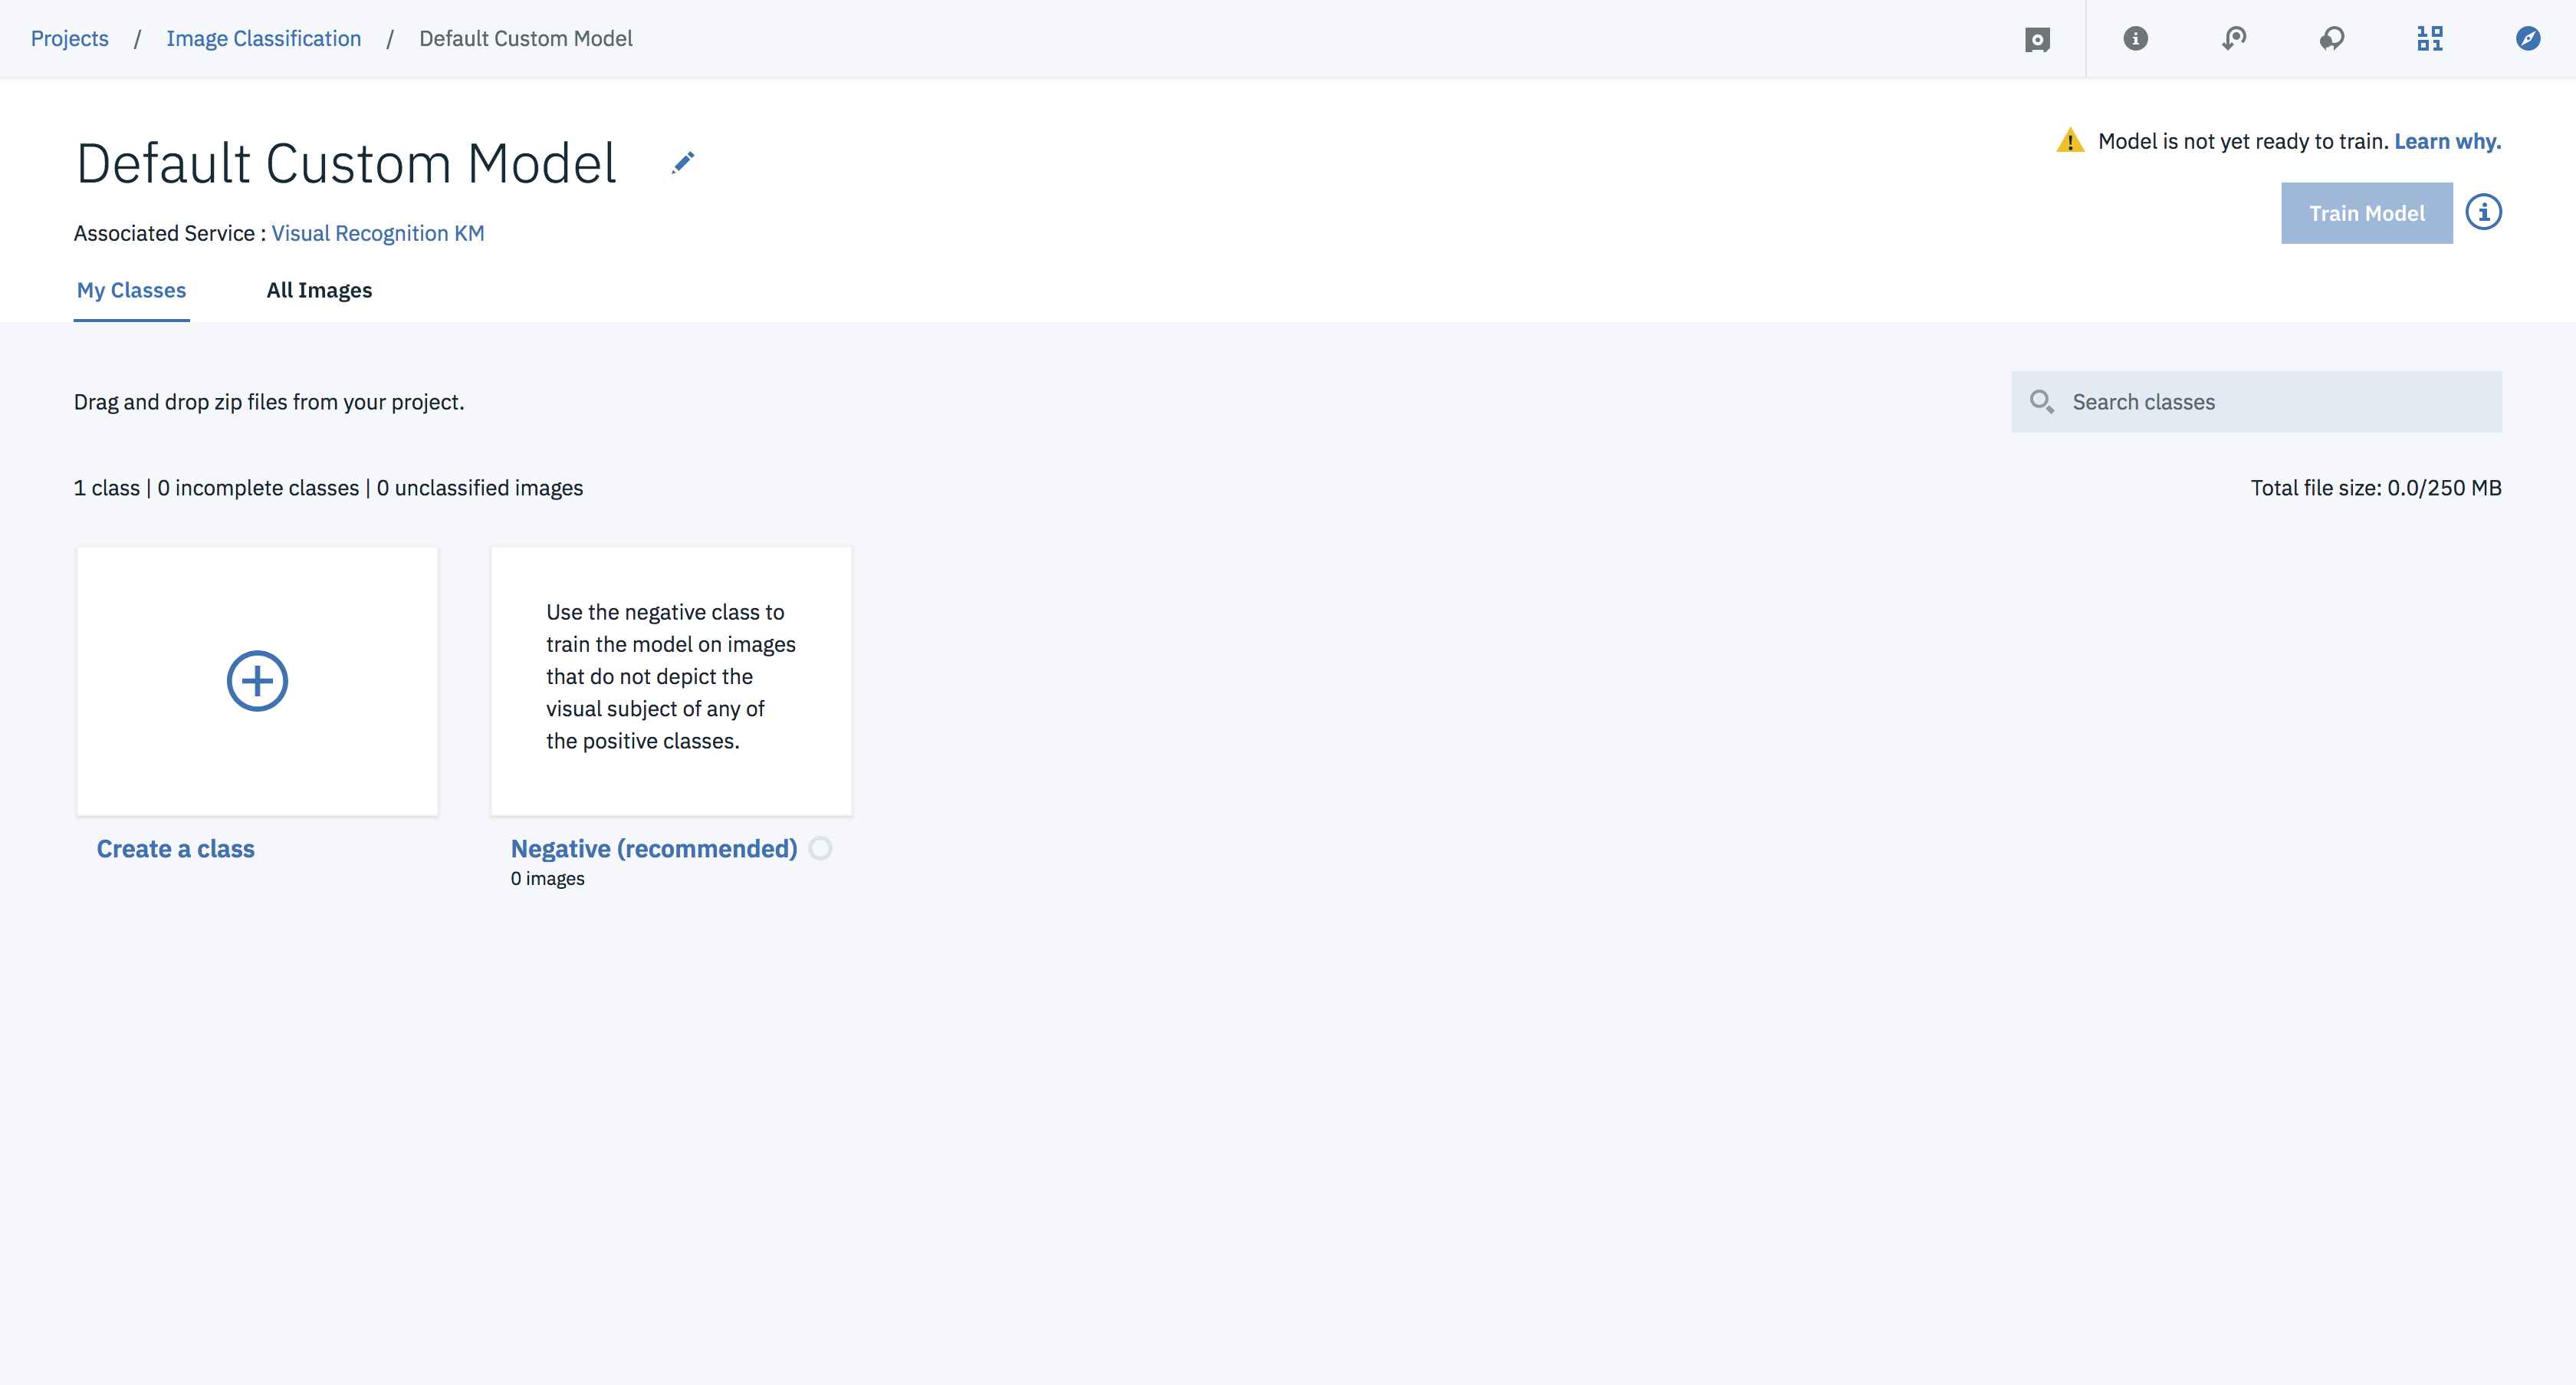 Projects / Image Classification / Default Custom Model
Default Custom Model
Model is not yet ready to train. Learn why.
Train Model
Associated Service : Visual Recognition KM
My Classes All Images
Drag and drop zip files from your project.
Search classes
1 class | 0 incomplete classes | 0 unclassified images
Total file size: 0.0/250 MB
Use the negative class to
train the model on images
that do not depict the
visual subject of any of
the positive classes.
Create a class
Negative (recommended)
0 images